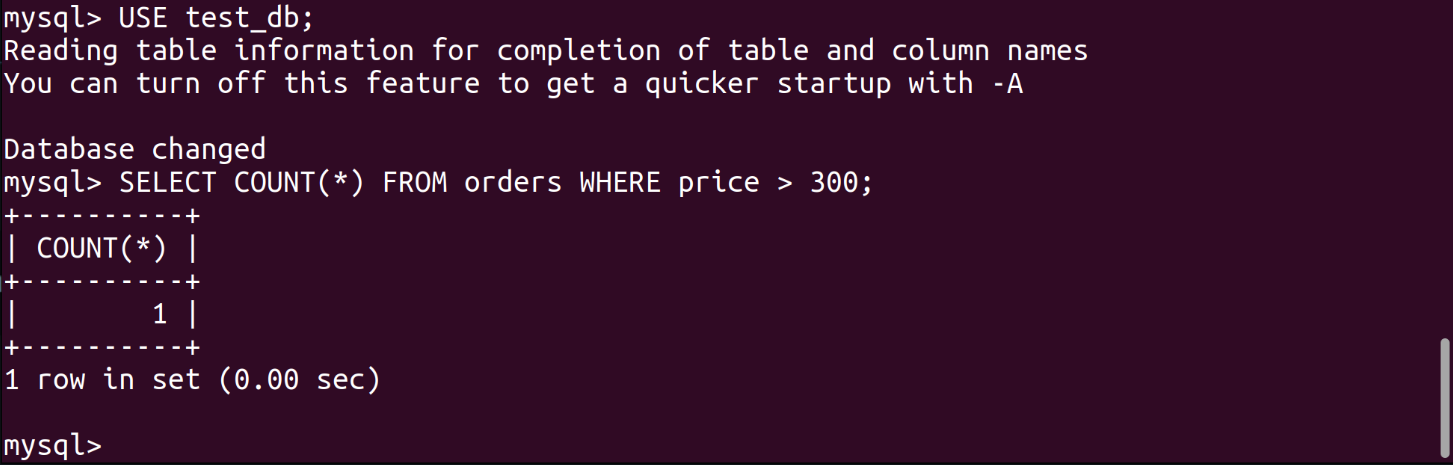 mysql> USE test_db;
Reading table information for completion of table and column names
You can turn off this feature to get a quicker startup with -A
Database changed
mysql> SELECT COUNT(*) FROM orders WHERE price > 300;
+----------+
| COUNT(*) |
+----------+
|        1 |
+----------+
1 row in set (0.00 sec)
mysql>